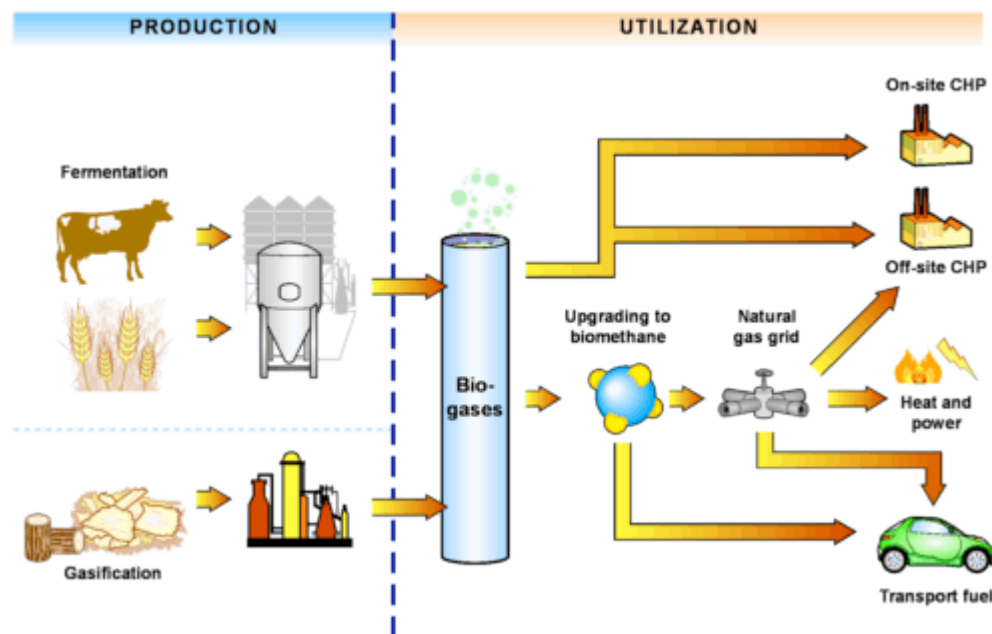 PRODUCTION
UTILIZATION
On-site CHP
Fermentation
Off-site CHP
Upgrading to
biomethane
Natural
gas grid
Bio-
gases
Heat and
power
Gasification
Transport fuel